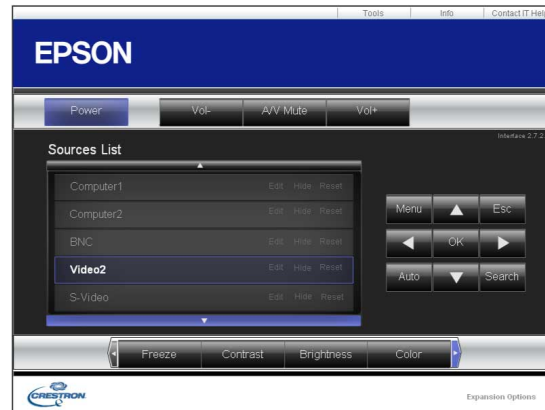 Tools Info Contact IT Help
EPSON
Power Vol- A/V Mute Vol+
Interface 2.7.2
Sources List
Computer1 Edit Hide Reset
Computer2 Edit Hide Reset
BNC Edit Hide Reset
Video2 Edit Hide Reset
S-Video Edit Hide Reset
Menu Esc
OK
Auto Search
Freeze Contrast Brightness Color
CRESTRON
Expansion Options